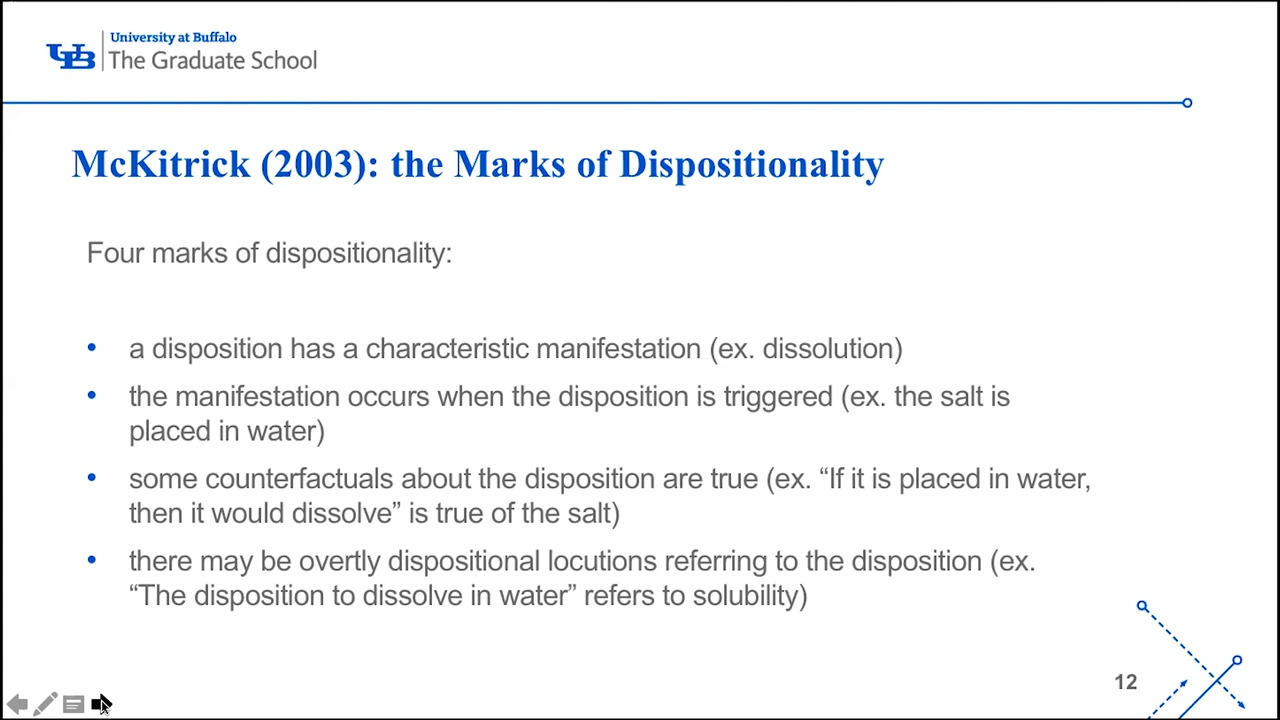 University at Buffalo
UB The Graduate School
McKitrick (2003): the Marks of Dispositionality
Four marks of dispositionality:
• a disposition has a characteristic manifestation (ex. dissolution)
• the manifestation occurs when the disposition is triggered (ex. the salt is
placed in water)
• some counterfactuals about the disposition are true (ex. “If it is placed in water,
then it would dissolve” is true of the salt)
• there may be overtly dispositional locutions referring to the disposition (ex.
“The disposition to dissolve in water” refers to solubility)
12